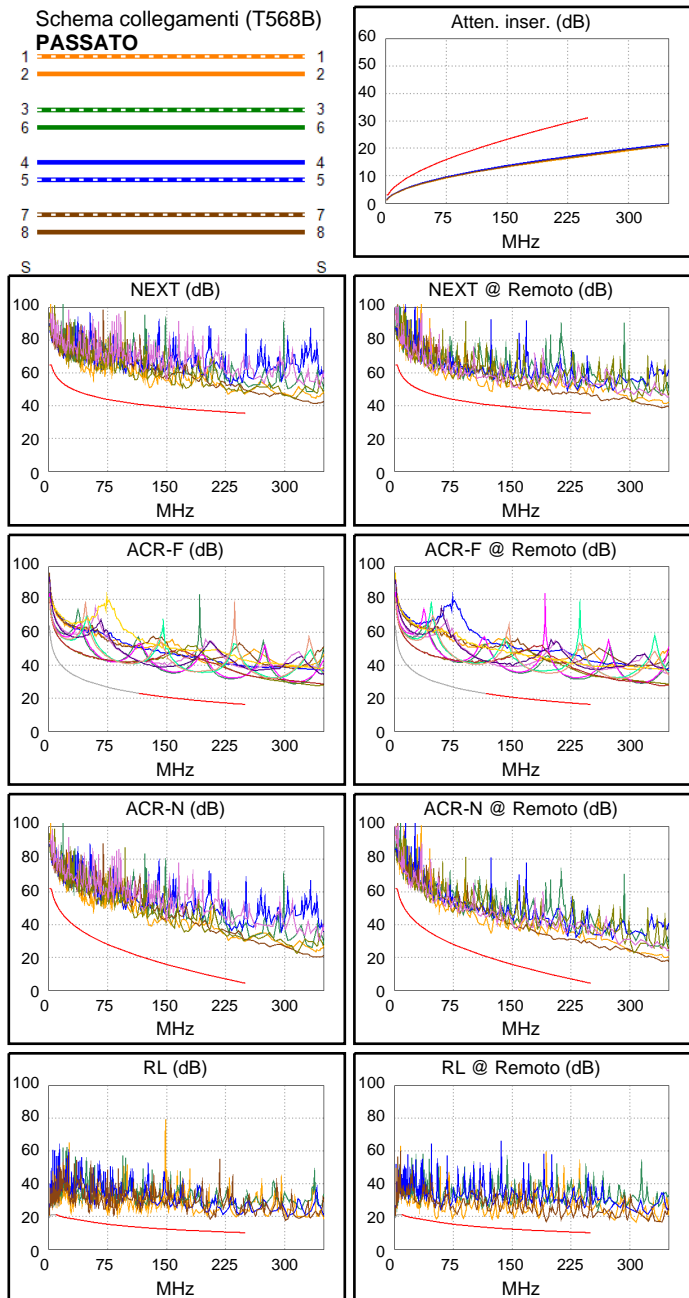 Schema collegamenti (T568B)
PASSATO
1 1
2 2
3 3
6 6
4 4
5 5
7 7
8 8
S S
Atten. inser. (dB)
60
50
40
30
20
10
0
0 75 150 225 300
MHz
NEXT (dB)
100
80
60
40
20
0
0 75 150 225 300
MHz
NEXT @ Remoto (dB)
100
80
60
40
20
0
0 75 150 225 300
MHz
ACR-F (dB)
100
80
60
40
20
0
0 75 150 225 300
MHz
ACR-F @ Remoto (dB)
100
80
60
40
20
0
0 75 150 225 300
MHz
ACR-N (dB)
100
80
60
40
20
0
0 75 150 225 300
MHz
ACR-N @ Remoto (dB)
100
80
60
40
20
0
0 75 150 225 300
MHz
RL (dB)
100
80
60
40
20
0
0 75 150 225 300
MHz
RL @ Remoto (dB)
100
80
60
40
20
0
0 75 150 225 300
MHz